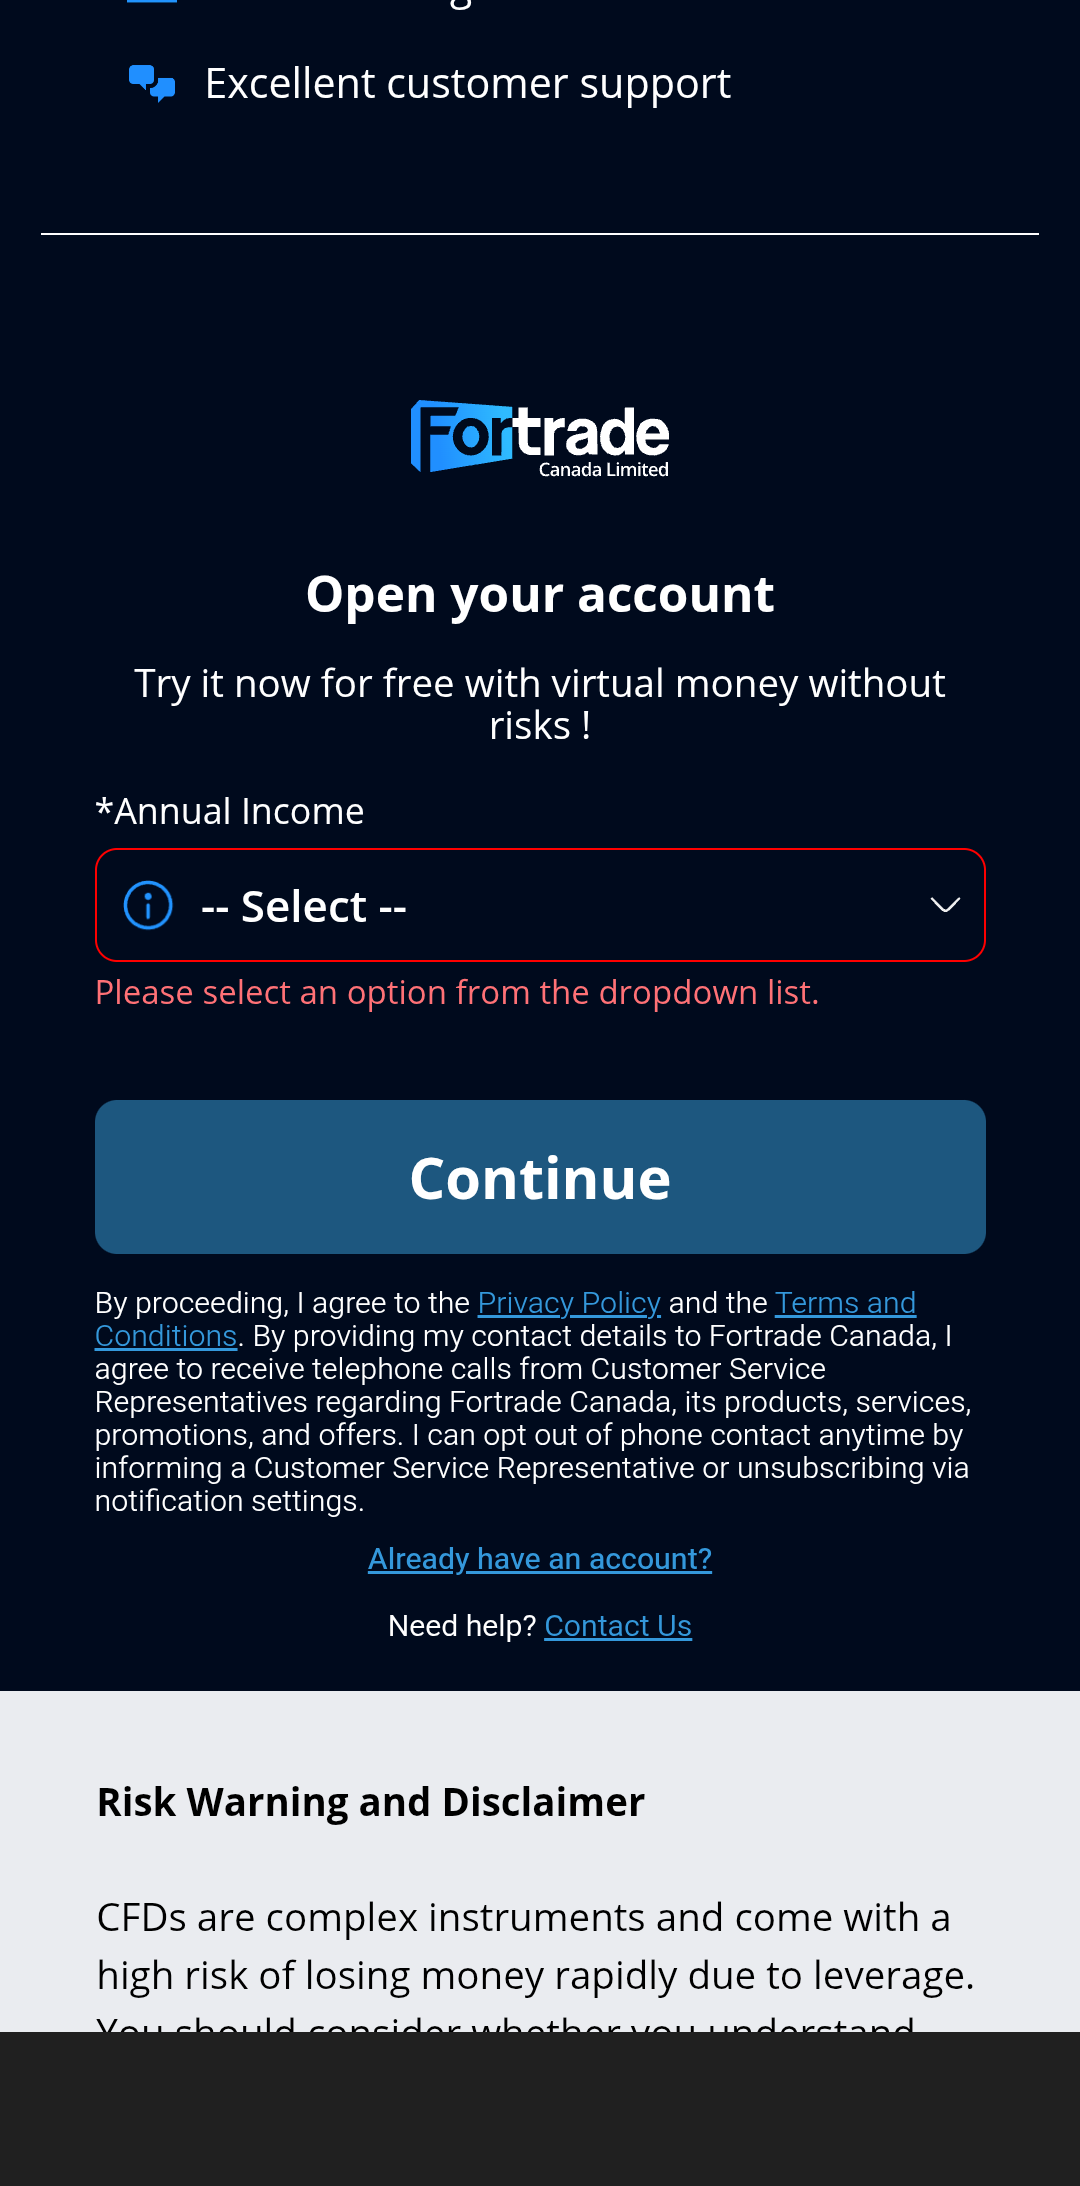 Excellent customer support
Fortrade
Canada Limited
Open your account
Try it now for free with virtual money without
risks !
*Annual Income
-- Select --
Please select an option from the dropdown list.
Continue
By proceeding, I agree to the Privacy Policy and the Terms and
Conditions. By providing my contact details to Fortrade Canada, I
agree to receive telephone calls from Customer Service
Representatives regarding Fortrade Canada, its products, services,
promotions, and offers. I can opt out of phone contact anytime by
informing a Customer Service Representative or unsubscribing via
notification settings.
Already have an account?
Need help? Contact Us
Risk Warning and Disclaimer
CFDs are complex instruments and come with a
high risk of losing money rapidly due to leverage.
You should consider whether you understand